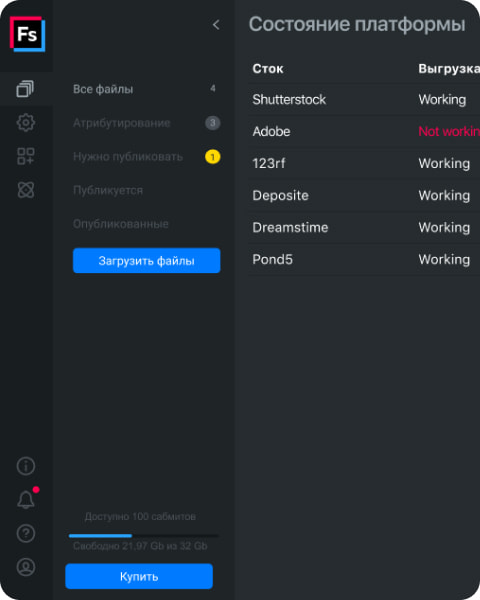 Fs
Состояние платформы
Все файлы 4
Атрибутирование 3
Нужно публиковать 1
Публикуется
Опубликованные
Загрузить файлы
Сток Выгрузка
Shutterstock Working
Adobe Not workin
123rf Working
Deposite Working
Dreamstime Working
Pond5 Working
Доступно 100 сабмитов
Свободно 21,97 Gb из 32 Gb
Купить